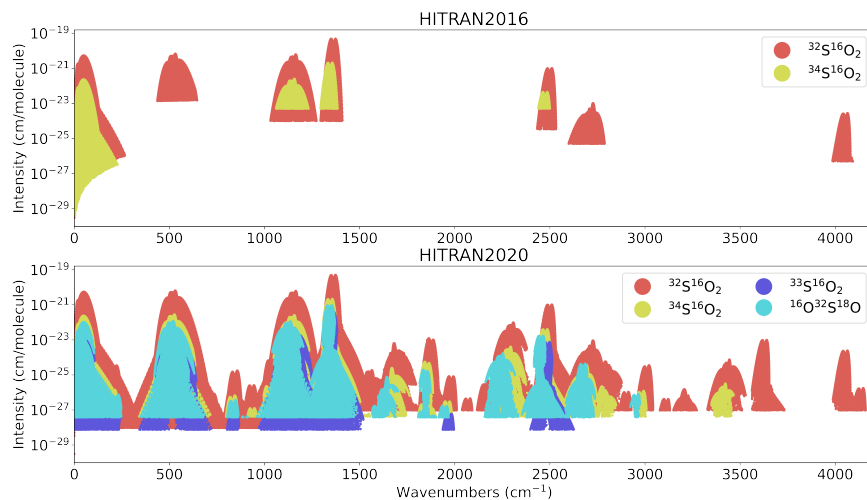 HITRAN2016
Intensity (cm/molecule)
10⁻¹⁹
10⁻²¹
10⁻²³
10⁻²⁵
10⁻²⁷
10⁻²⁹
³²S¹⁶O₂
³⁴S¹⁶O₂
0 500 1000 1500 2000 2500 3000 3500 4000
HITRAN2020
Intensity (cm/molecule)
10⁻¹⁹
10⁻²¹
10⁻²³
10⁻²⁵
10⁻²⁷
10⁻²⁹
³²S¹⁶O₂ ³³S¹⁶O₂
³⁴S¹⁶O₂ ¹⁶O³²S¹⁸O
0 500 1000 1500 2000 2500 3000 3500 4000
Wavenumbers (cm⁻¹)